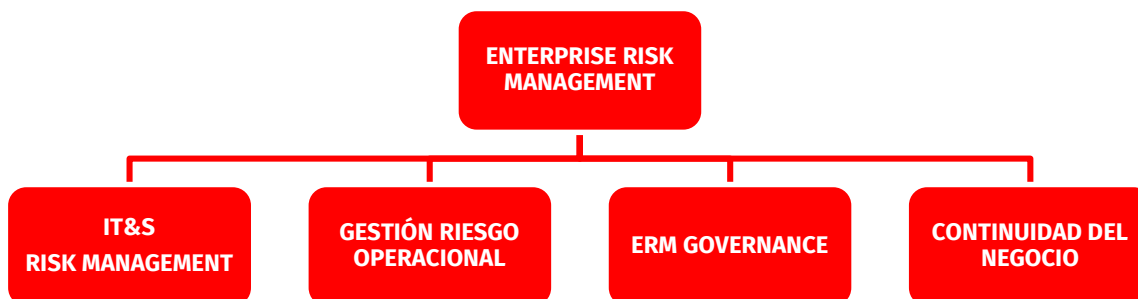 ENTERPRISE RISK
MANAGEMENT
IT&S
RISK MANAGEMENT
GESTIÓN RIESGO
OPERACIONAL
ERM GOVERNANCE
CONTINUIDAD DEL
NEGOCIO